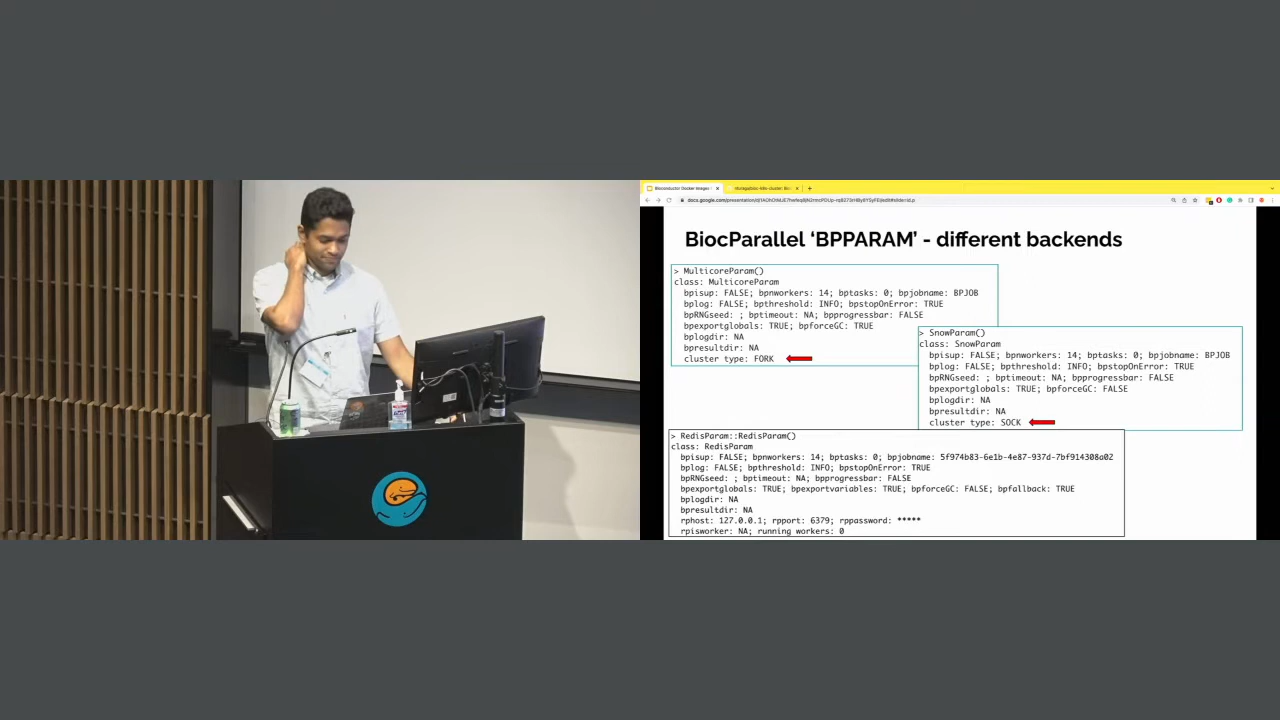 Bioconductor Docker Images
BiocParallel ‘BPPARAM’ - different backends
> MulticoreParam()
class: MulticoreParam
bpisup: FALSE; bpnworkers: 14; bptasks: 0; bpjobname: BPJOB
bplog: FALSE; bpthreshold: INFO; bpstopOnError: TRUE
bpRNGseed: ; bptimeout: NA; bpprogressbar: FALSE
bpexportglobals: TRUE; bpforceGC: TRUE
bplogdir: NA
bpresultdir: NA
cluster type: FORK
> SnowParam()
class: SnowParam
bpisup: FALSE; bpnworkers: 14; bptasks: 0; bpjobname: BPJOB
bplog: FALSE; bpthreshold: INFO; bpstopOnError: TRUE
bpRNGseed: ; bptimeout: NA; bpprogressbar: FALSE
bpexportglobals: TRUE; bpforceGC: FALSE
bplogdir: NA
bpresultdir: NA
cluster type: SOCK
> RedisParam::RedisParam()
class: RedisParam
bpisup: FALSE; bpnworkers: 14; bptasks: 0; bpjobname: 5f974b83-6e1b-4e87-937d-7bf914308a02
bplog: FALSE; bpthreshold: INFO; bpstopOnError: TRUE
bpRNGseed: ; bptimeout: NA; bpprogressbar: FALSE
bpexportglobals: TRUE; bpexportvariables: TRUE; bpforceGC: FALSE; bpfallback: TRUE
bplogdir: NA
bpresultdir: NA
rphost: 127.0.0.1; rpport: 6379; rppassword: *****
rpisworker: NA; running workers: 0